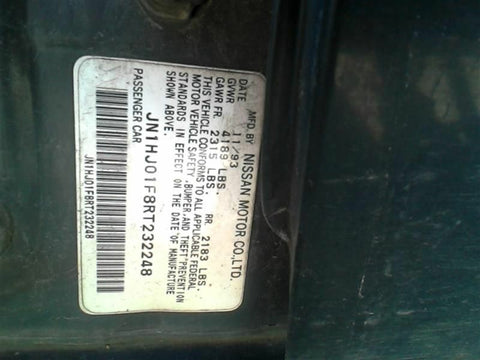 MFD BY NISSAN MOTOR CO.,LTD.
DATE 11/93
GVWR 4189 LBS.
GAWR FR. 2315 LBS. RR. 2183 LBS.
THIS VEHICLE CONFORMS TO ALL APPLICABLE FEDERAL
MOTOR VEHICLE SAFETY, BUMPER, AND THEFT PREVENTION
STANDARDS IN EFFECT ON THE DATE OF MANUFACTURE
SHOWN ABOVE.
JN1HJ01F8RT232248
PASSENGER CAR
JN1HJ01F8RT232248